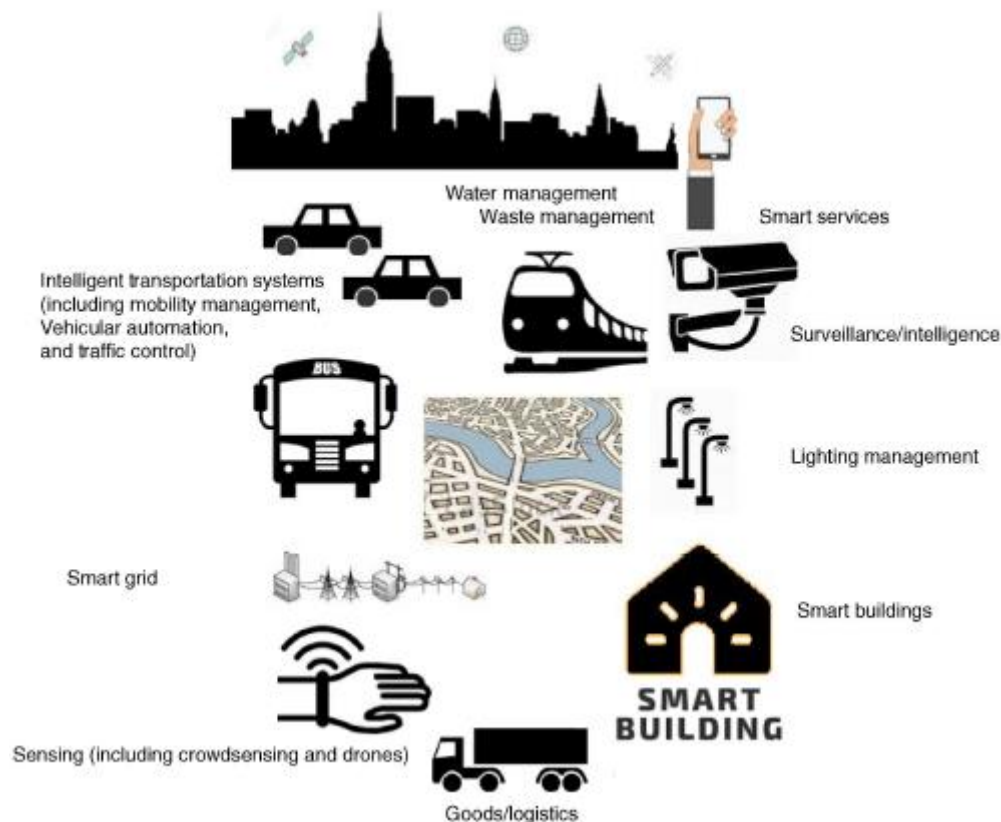 Water management
Waste management
Smart services
Intelligent transportation systems
(including mobility management,
Vehicular automation,
and traffic control)
Surveillance/intelligence
BUS
Lighting management
Smart grid
Smart buildings
SMART
BUILDING
Sensing (including crowdsensing and drones)
Goods/logistics